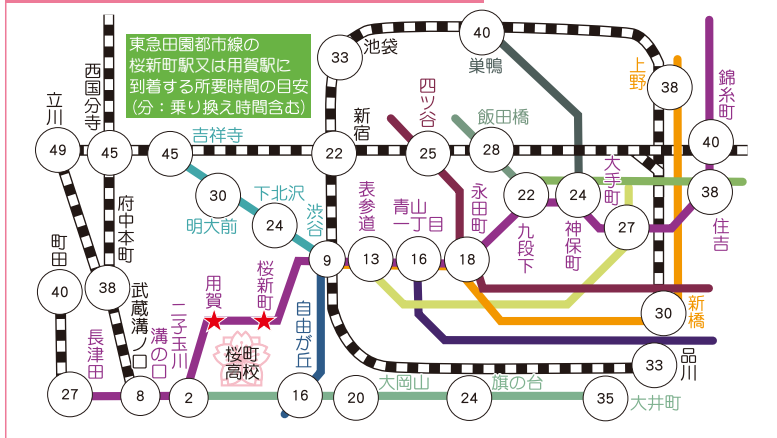 東急田園都市線の
桜新町駅又は用賀駅に
到着する所要時間の目安
(分：乗り換え時間含む)
40
池袋
33
巣鴨
上野
38
錦糸町
西国分寺
立川
四ツ谷
飯田橋
新宿
吉祥寺
49
45
45
22
25
28
40
大手町
30
明大前
下北沢
24
渋谷
表参道
青山
一丁目
永田町
22
24
38
九段下
神保町
27
住吉
府中本町
町田
9
13
16
18
40
38
用賀
桜新町
武蔵溝ノ口
二子玉川
溝の口
長津田
自由が丘
30
新橋
桜町
高校
33
品川
27
8
2
16
20
大岡山
24
旗の台
35
大井町